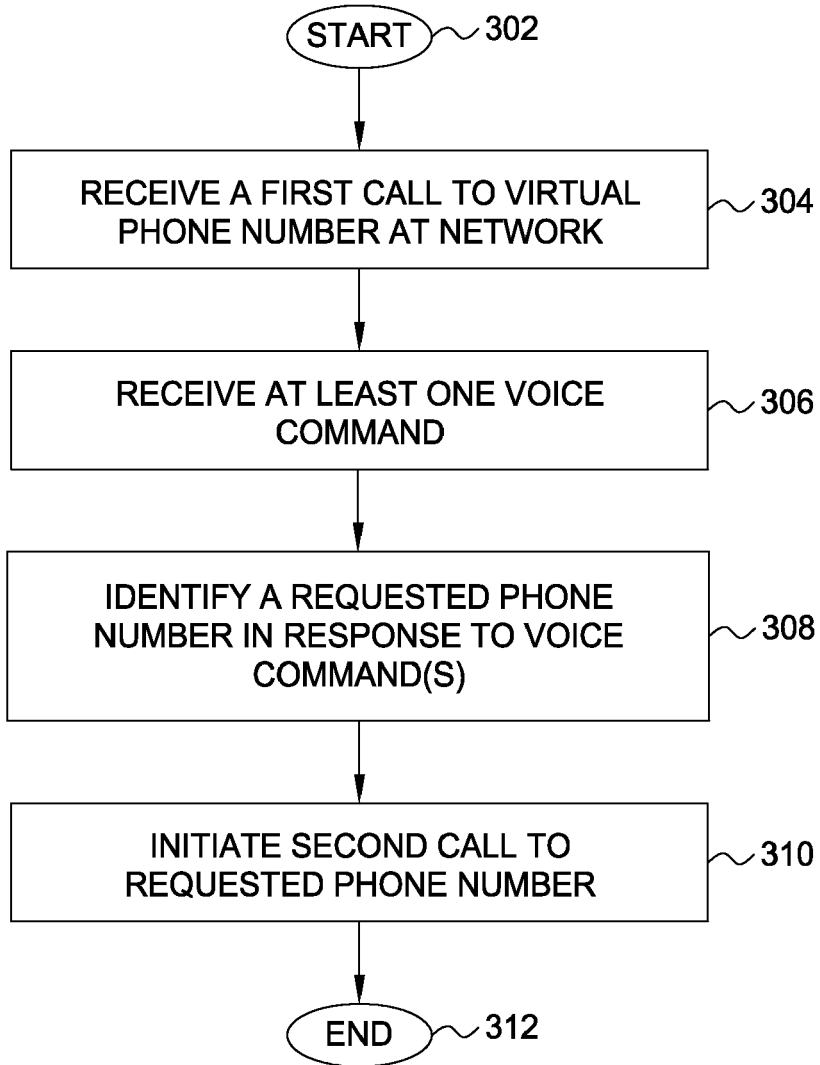 START
302
RECEIVE A FIRST CALL TO VIRTUAL
PHONE NUMBER AT NETWORK
304
RECEIVE AT LEAST ONE VOICE
COMMAND
306
IDENTIFY A REQUESTED PHONE
NUMBER IN RESPONSE TO VOICE
COMMAND(S)
308
INITIATE SECOND CALL TO
REQUESTED PHONE NUMBER
310
END
312